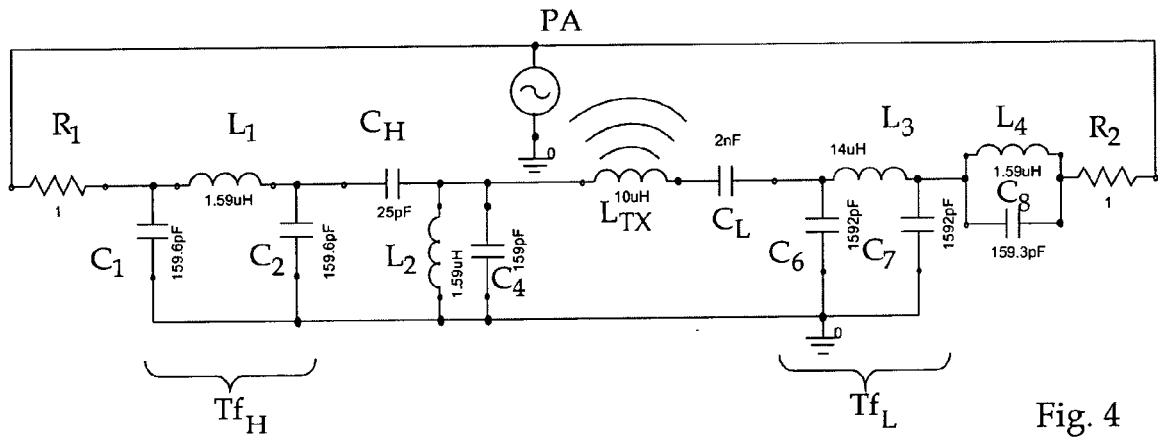 PA
0
R1
L1
CH
L3
L4
R2
1
1.59uH
25pF
10uH
LTX
2nF
CL
14uH
1.59uH
C8
159.3pF
1
C1
159.6pF
C2
159.6pF
L2
1.59uH
C4
159pF
C6
1592pF
C7
1592pF
0
TfH
TfL
Fig. 4